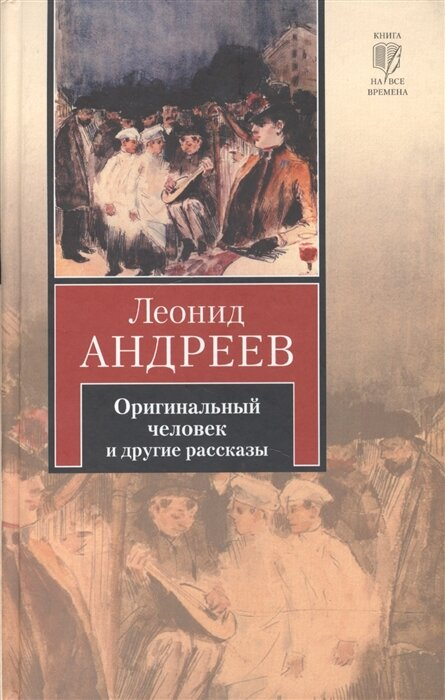 КНИГА
НА ВСЕ
ВРЕМЕНА
Леонид
АНДРЕЕВ
Оригинальный
человек
и другие рассказы